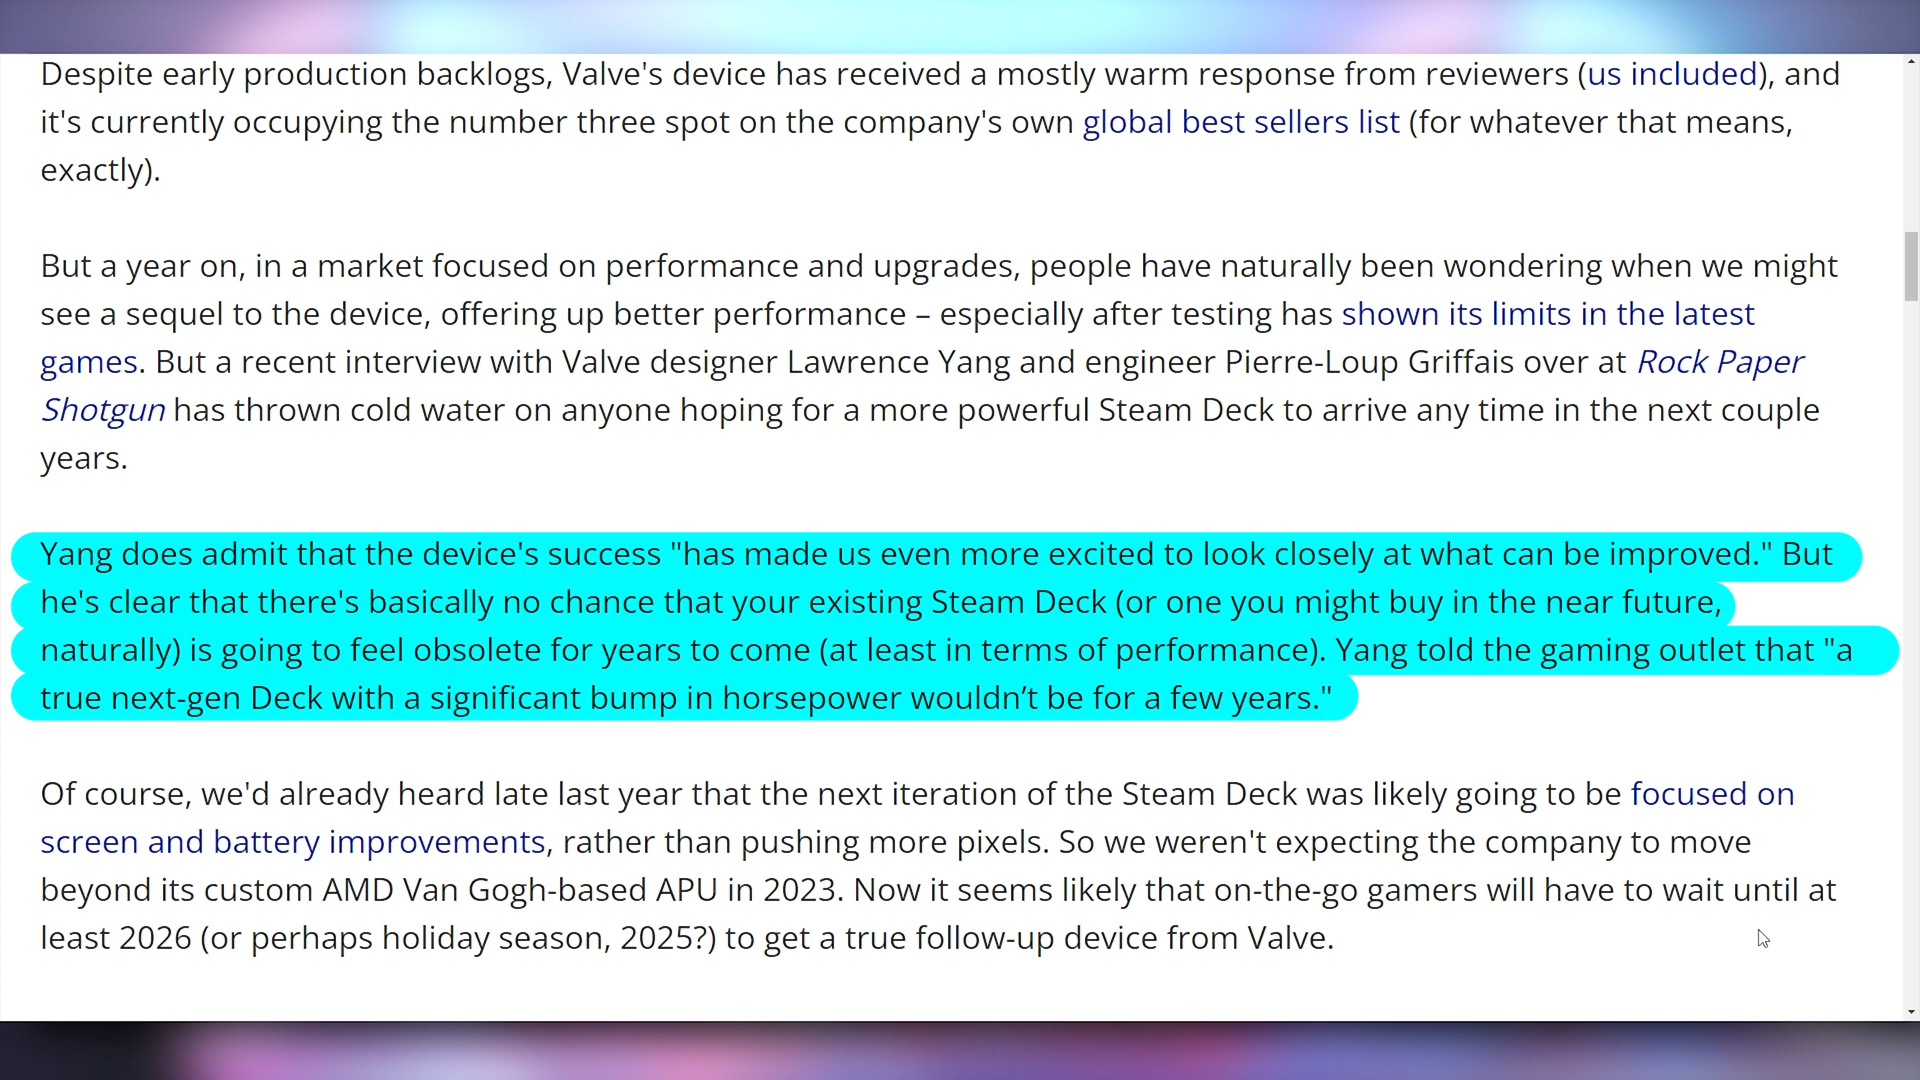 Despite early production backlogs, Valve's device has received a mostly warm response from reviewers (us included), and
it's currently occupying the number three spot on the company's own global best sellers list (for whatever that means,
exactly).
But a year on, in a market focused on performance and upgrades, people have naturally been wondering when we might
see a sequel to the device, offering up better performance – especially after testing has shown its limits in the latest
games. But a recent interview with Valve designer Lawrence Yang and engineer Pierre-Loup Griffais over at Rock Paper
Shotgun has thrown cold water on anyone hoping for a more powerful Steam Deck to arrive any time in the next couple
years.
Yang does admit that the device's success "has made us even more excited to look closely at what can be improved." But
he's clear that there's basically no chance that your existing Steam Deck (or one you might buy in the near future,
naturally) is going to feel obsolete for years to come (at least in terms of performance). Yang told the gaming outlet that "a
true next-gen Deck with a significant bump in horsepower wouldn’t be for a few years."
Of course, we'd already heard late last year that the next iteration of the Steam Deck was likely going to be focused on
screen and battery improvements, rather than pushing more pixels. So we weren't expecting the company to move
beyond its custom AMD Van Gogh-based APU in 2023. Now it seems likely that on-the-go gamers will have to wait until at
least 2026 (or perhaps holiday season, 2025?) to get a true follow-up device from Valve.